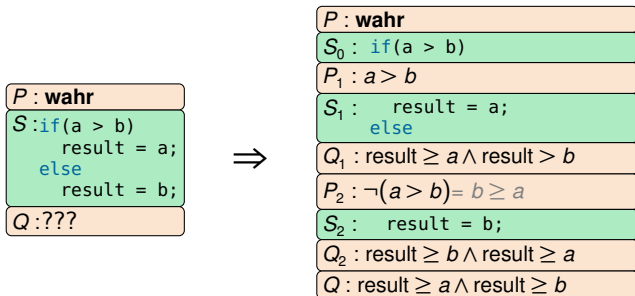 P : wahr
S :if(a > b)
result = a;
else
result = b;
Q :???
⇒
P : wahr
S₀ : if(a > b)
P₁ : a > b
S₁ : result = a;
else
Q₁ : result ≥ a ∧ result > b
P₂ : ¬(a > b)= b ≥ a
S₂ : result = b;
Q₂ : result ≥ b ∧ result ≥ a
Q : result ≥ a ∧ result ≥ b